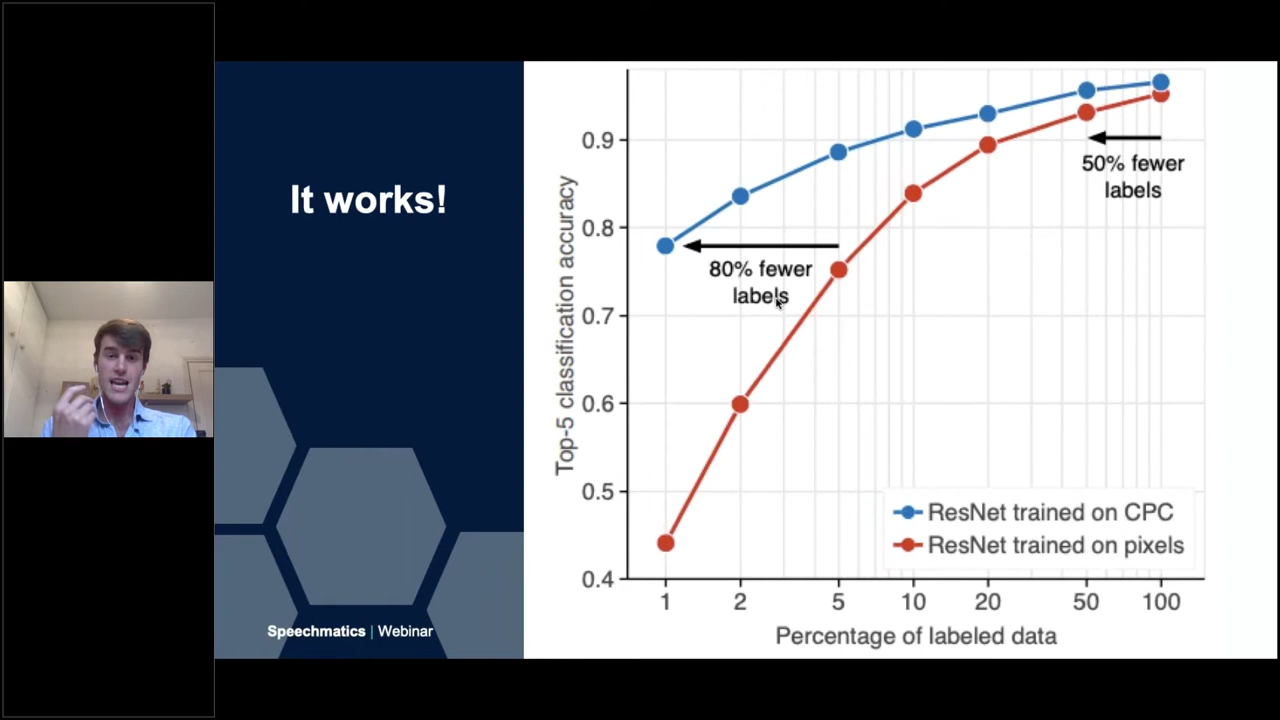 It works!
Speechmatics | Webinar
Top-5 classification accuracy
0.9
0.8
0.7
0.6
0.5
0.4
50% fewer
labels
80% fewer
labels
ResNet trained on CPC
ResNet trained on pixels
1 2 5 10 20 50 100
Percentage of labeled data